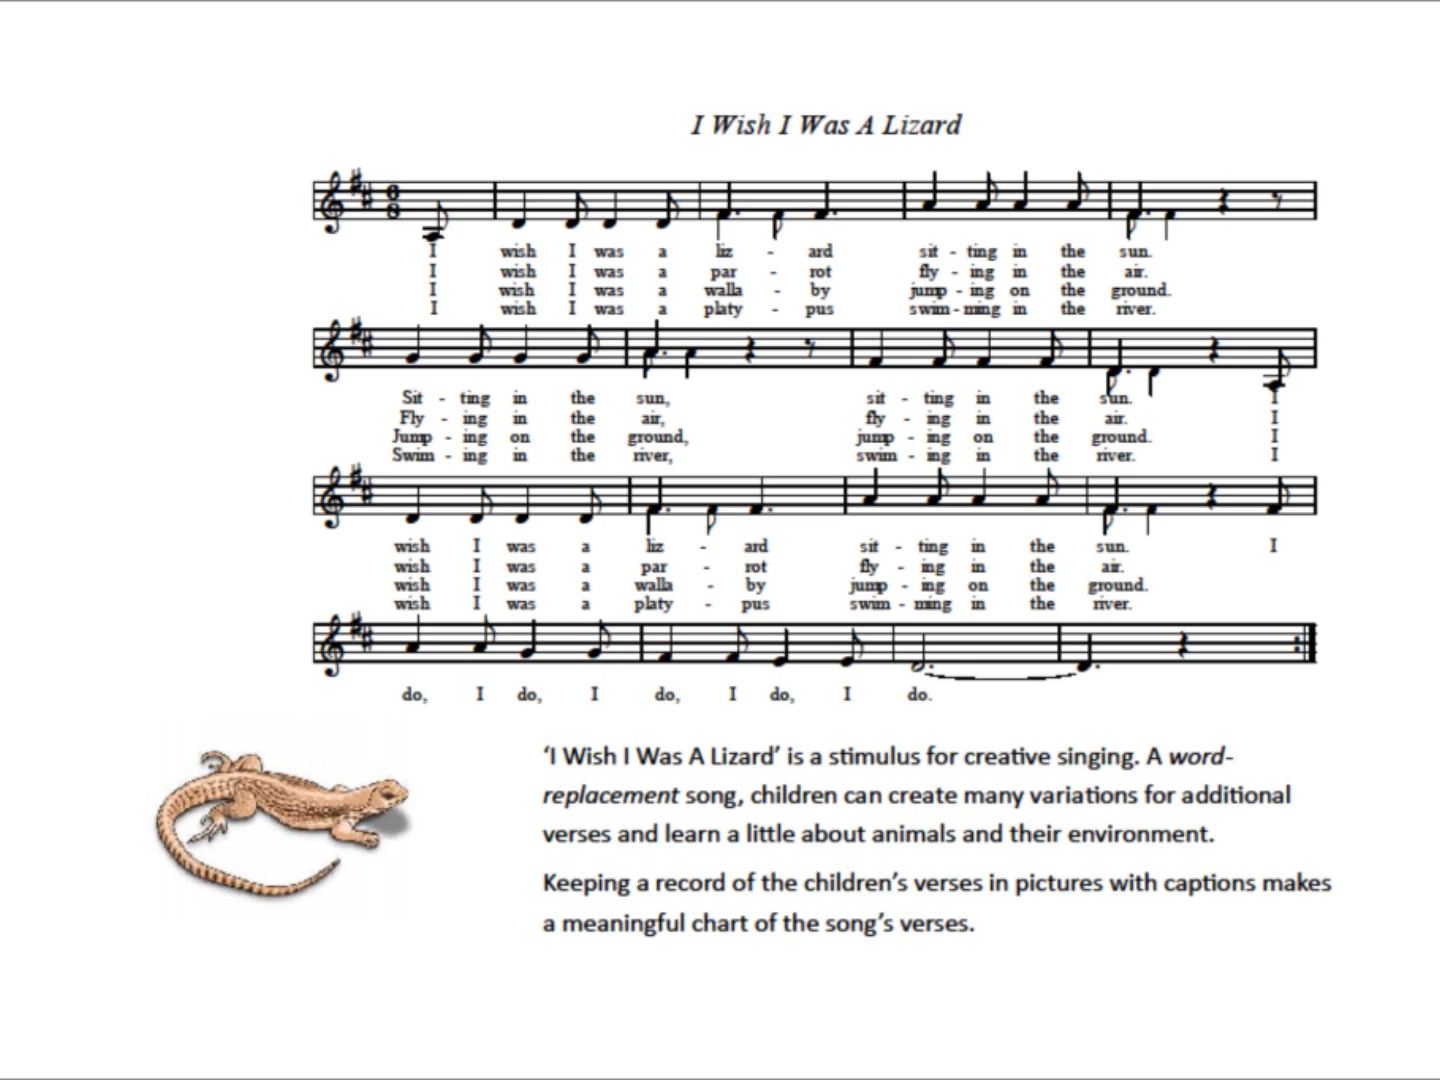 I Wish I Was A Lizard
6
8
I wish I was a liz - ard sit - ting in the sun.
I wish I was a par - rot fly - ing in the air.
I wish I was a walla - by jump - ing on the ground.
I wish I was a platy - pus swim - ming in the river.
Sit - ting in the sun, sit - ting in the sun. I
Fly - ing in the air, fly - ing in the air. I
Jump - ing on the ground, jump - ing on the ground. I
Swim - ing in the river, swim - ing in the river. I
wish I was a liz - ard sit - ting in the sun. I
wish I was a par - rot fly - ing in the air.
wish I was a walla - by jump - ing on the ground.
wish I was a platy - pus swim - ming in the river.
do, I do, I do, I do, I do.
‘I Wish I Was A Lizard’ is a stimulus for creative singing. A word-
replacement song, children can create many variations for additional
verses and learn a little about animals and their environment.
Keeping a record of the children’s verses in pictures with captions makes
a meaningful chart of the song’s verses.